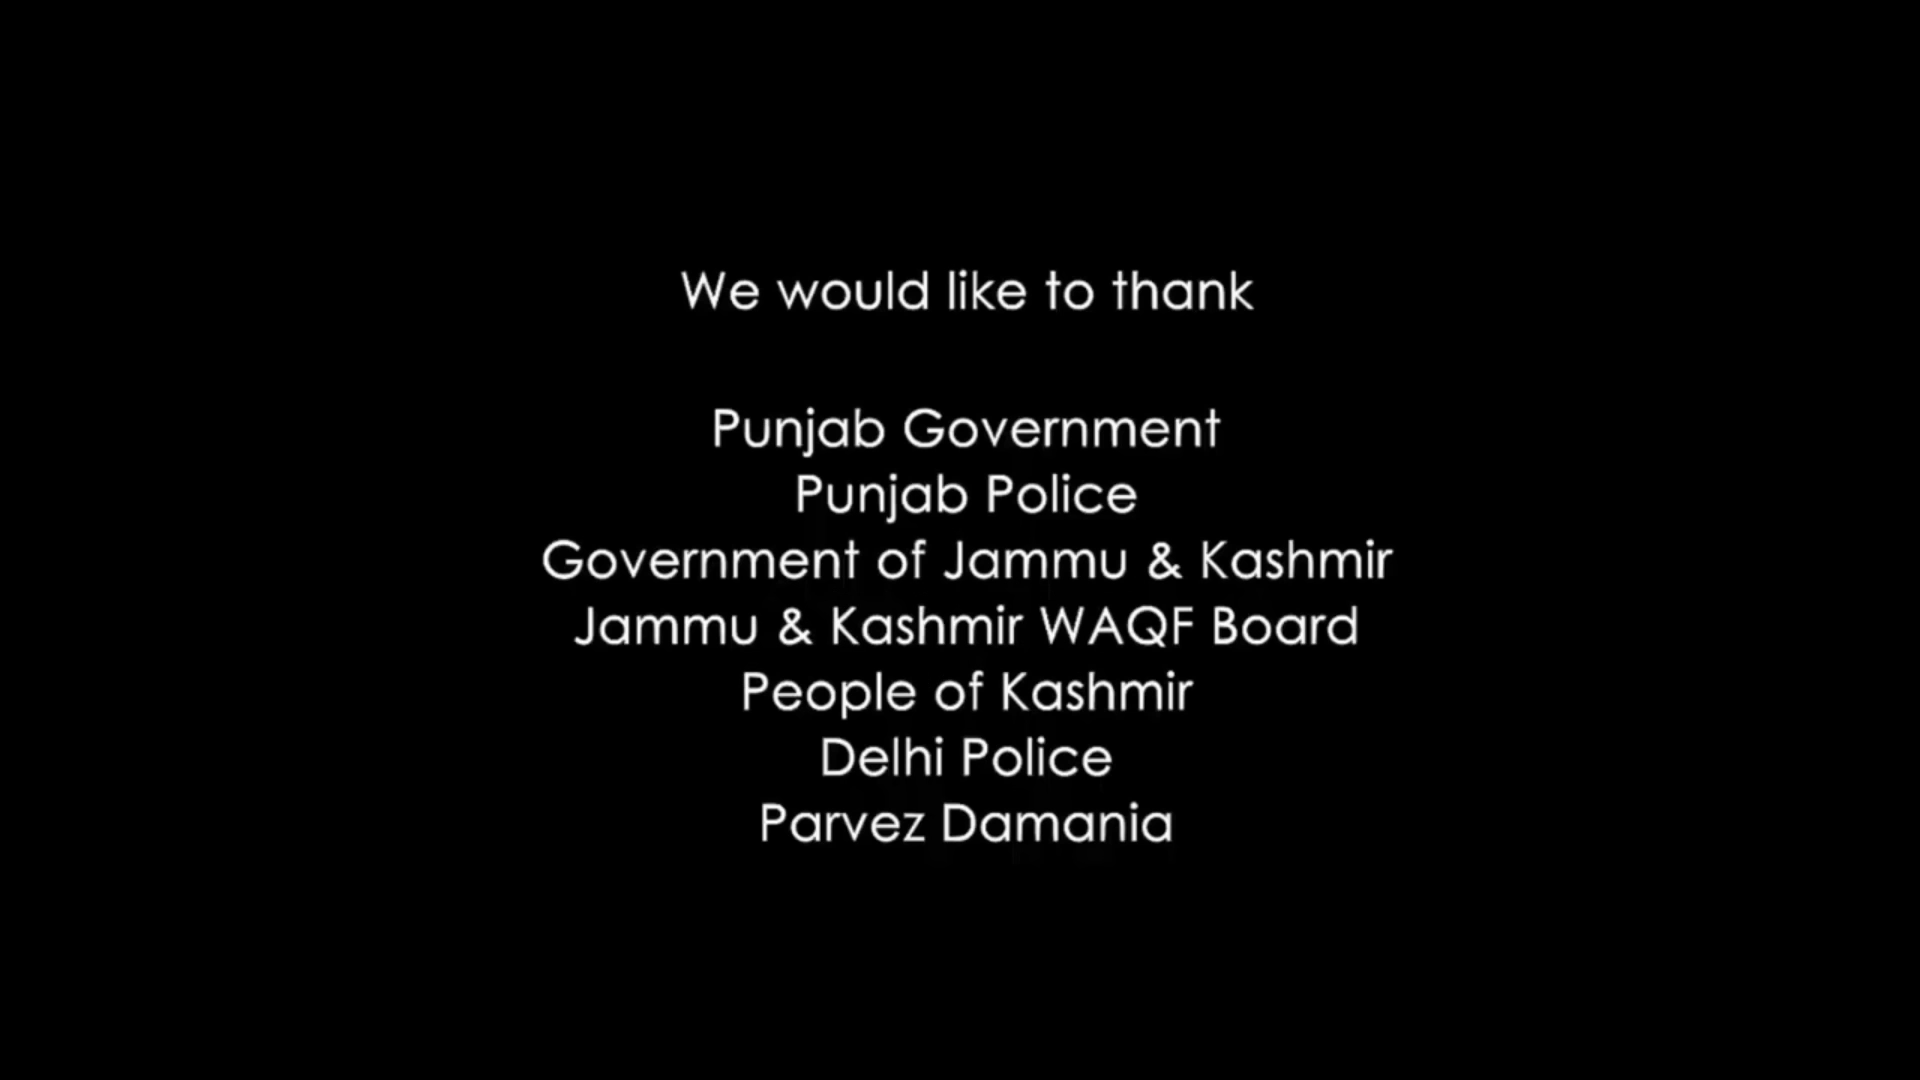 We would like to thank
Punjab Government
Punjab Police
Government of Jammu & Kashmir
Jammu & Kashmir WAQF Board
People of Kashmir
Delhi Police
Parvez Damania